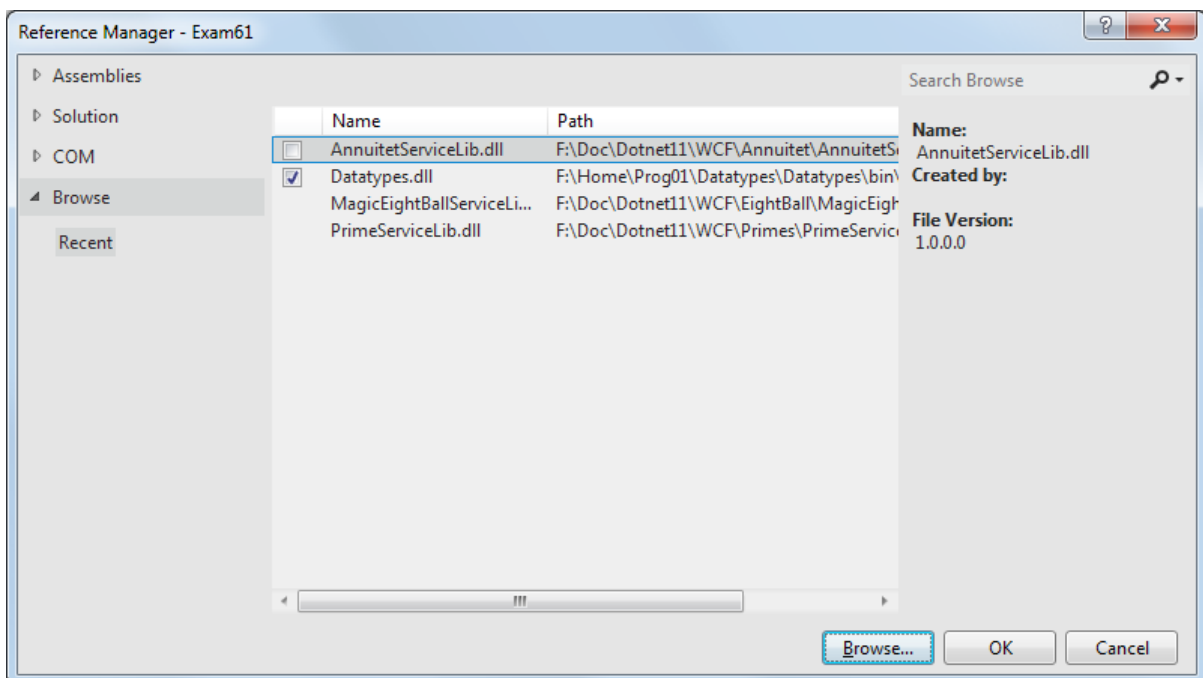 Reference Manager - Exam61
Assemblies
Solution
COM
Browse
Recent
Name Path
AnnuitetServiceLib.dll F:\Doc\Dotnet11\WCF\Annuitet\AnnuitetSe
Datatypes.dll F:\Home\Prog01\Datatypes\Datatypes\bin\
MagicEightBallServiceLi... F:\Doc\Dotnet11\WCF\EightBall\MagicEigh
PrimeServiceLib.dll F:\Doc\Dotnet11\WCF\Primes\PrimeService
Search Browse
Name:
AnnuitetServiceLib.dll
Created by:
File Version:
1.0.0.0
Browse... OK Cancel